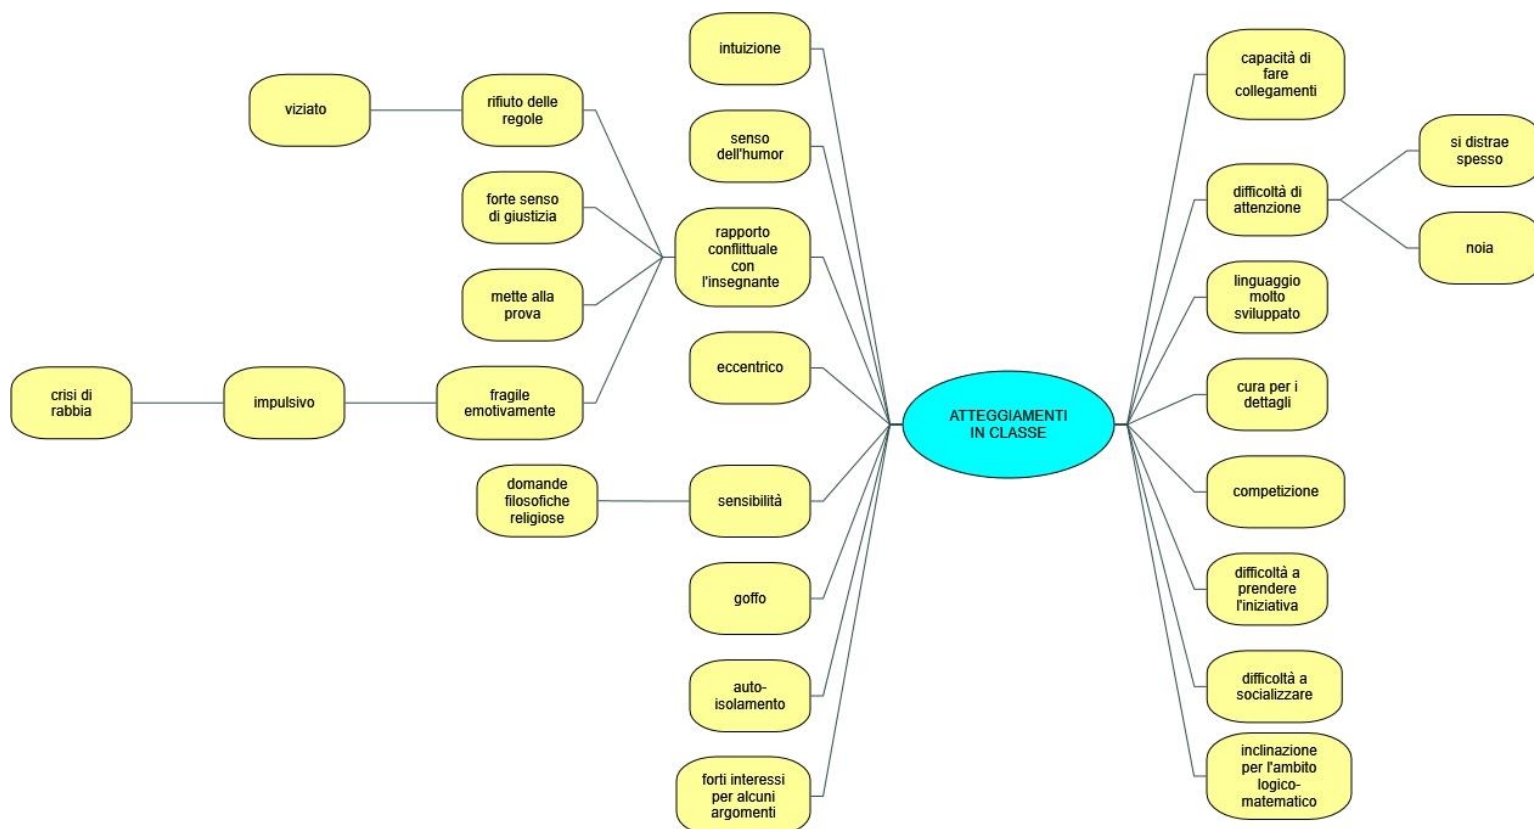 intuizione
senso
dell'humor
rapporto
conflittuale
con
l'insegnante
rifiuto delle
regole
viziato
forte senso
di giustizia
mette alla
prova
fragile
emotivamente
impulsivo
crisi di
rabbia
eccentrico
sensibilità
domande
filosofiche
religiose
goffo
auto-
isolamento
forti interessi
per alcuni
argomenti
ATTEGGIAMENTI
IN CLASSE
capacità di
fare
collegamenti
difficoltà di
attenzione
si distrae
spesso
noia
linguaggio
molto
sviluppato
cura per i
dettagli
competizione
difficoltà a
prendere
l'iniziativa
difficoltà a
socializzare
inclinazione
per l'ambito
logico-
matematico